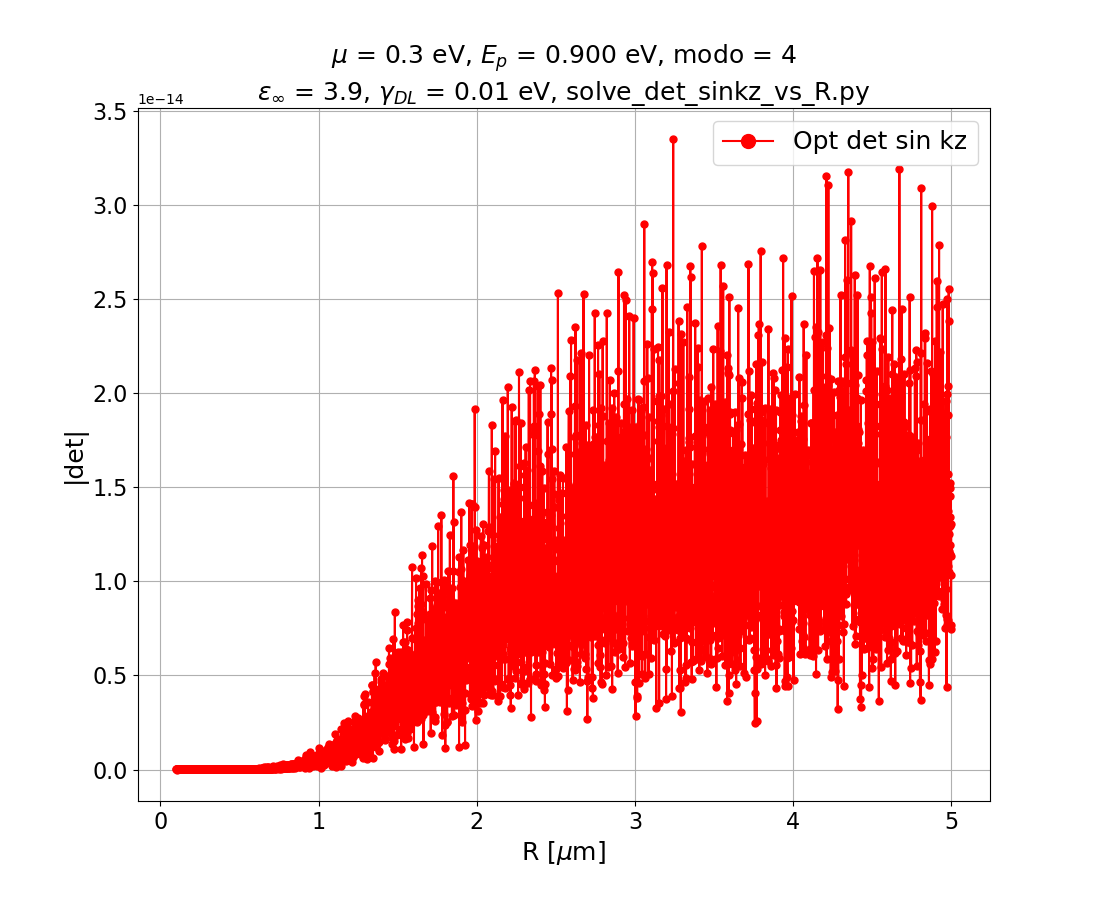 μ = 0.3 eV, E_p = 0.900 eV, modo = 4
ε_∞ = 3.9, γ_DL = 0.01 eV, solve_det_sinkz_vs_R.py
1e−14
Opt det sin kz
3.5
3.0
2.5
2.0
1.5
1.0
0.5
0.0
|det|
0 1 2 3 4 5
R [μm]